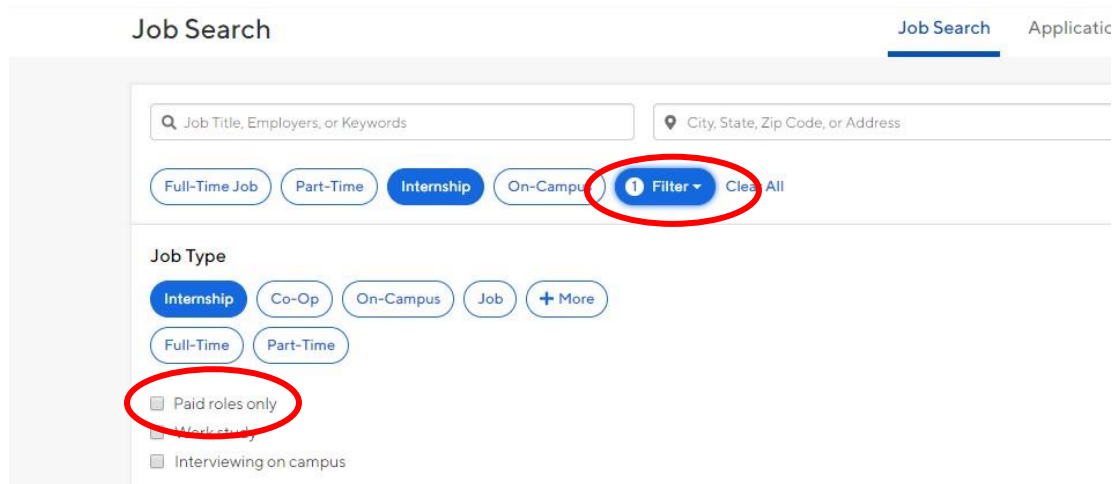 Job Search
Job Search Applicatio
Job Title, Employers, or Keywords City, State, Zip Code, or Address
Full-Time Job Part-Time Internship On-Campus 1 Filter Clear All
Job Type
Internship Co-Op On-Campus Job + More
Full-Time Part-Time
Paid roles only
Work study
Interviewing on campus